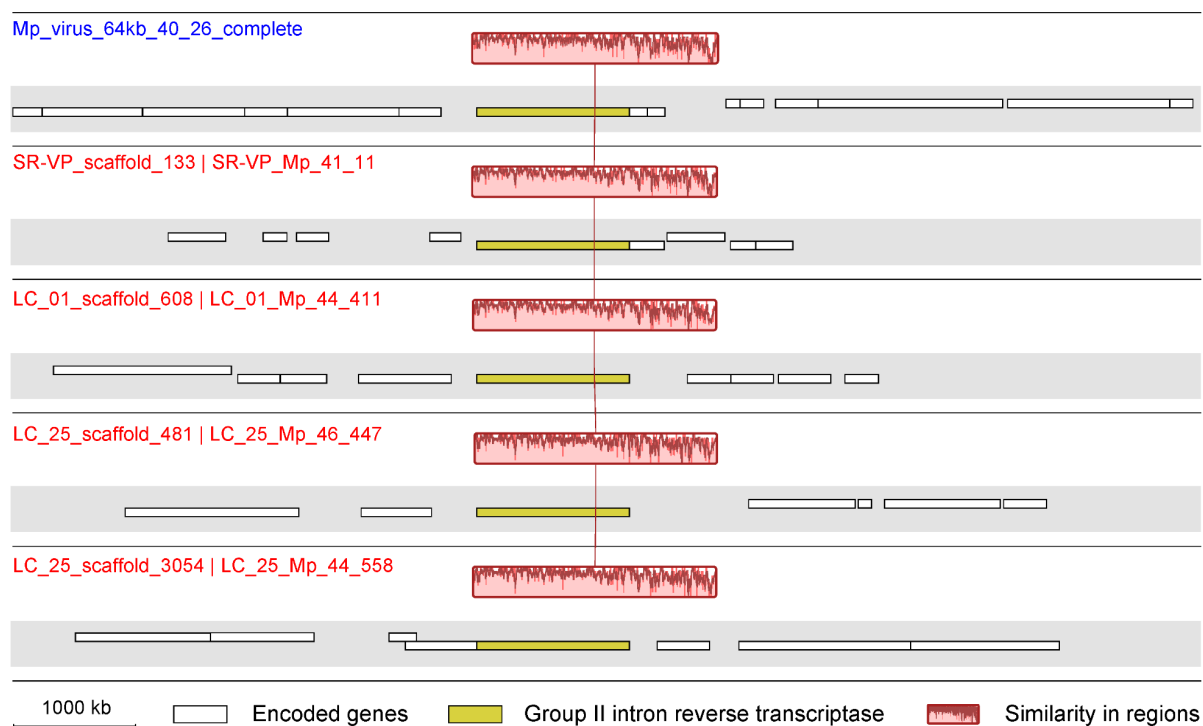 Mp_virus_64kb_40_26_complete
SR-VP_scaffold_133 | SR-VP_Mp_41_11
LC_01_scaffold_608 | LC_01_Mp_44_411
LC_25_scaffold_481 | LC_25_Mp_46_447
LC_25_scaffold_3054 | LC_25_Mp_44_558
1000 kb Encoded genes Group II intron reverse transcriptase Similarity in regions